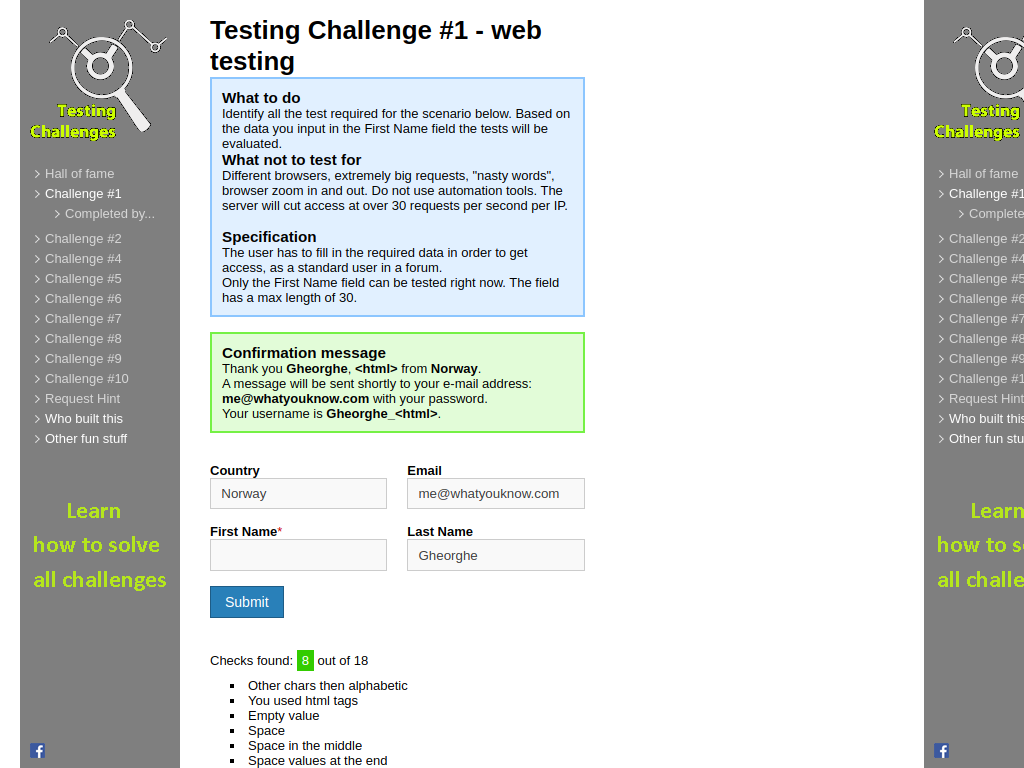 Testing
Challenges
Hall of fame
Challenge #1
Completed by...
Challenge #2
Challenge #4
Challenge #5
Challenge #6
Challenge #7
Challenge #8
Challenge #9
Challenge #10
Request Hint
Who built this
Other fun stuff
Learn
how to solve
all challenges
Testing Challenge #1 - web
testing
What to do
Identify all the test required for the scenario below. Based on
the data you input in the First Name field the tests will be
evaluated.
What not to test for
Different browsers, extremely big requests, "nasty words",
browser zoom in and out. Do not use automation tools. The
server will cut access at over 30 requests per second per IP.
Specification
The user has to fill in the required data in order to get
access, as a standard user in a forum.
Only the First Name field can be tested right now. The field
has a max length of 30.
Confirmation message
Thank you Gheorghe, <html> from Norway.
A message will be sent shortly to your e-mail address:
me@whatyouknow.com with your password.
Your username is Gheorghe_<html>.
Country Email
Norway me@whatyouknow.com
First Name* Last Name
Gheorghe
Submit
Checks found: 8 out of 18
Other chars then alphabetic
You used html tags
Empty value
Space
Space in the middle
Space values at the end
Testing
Challenges
Hall of fame
Challenge #1
Complete
Challenge #2
Challenge #4
Challenge #5
Challenge #6
Challenge #7
Challenge #8
Challenge #9
Challenge #1
Request Hint
Who built this
Other fun stu
Learn
how to so
all challe